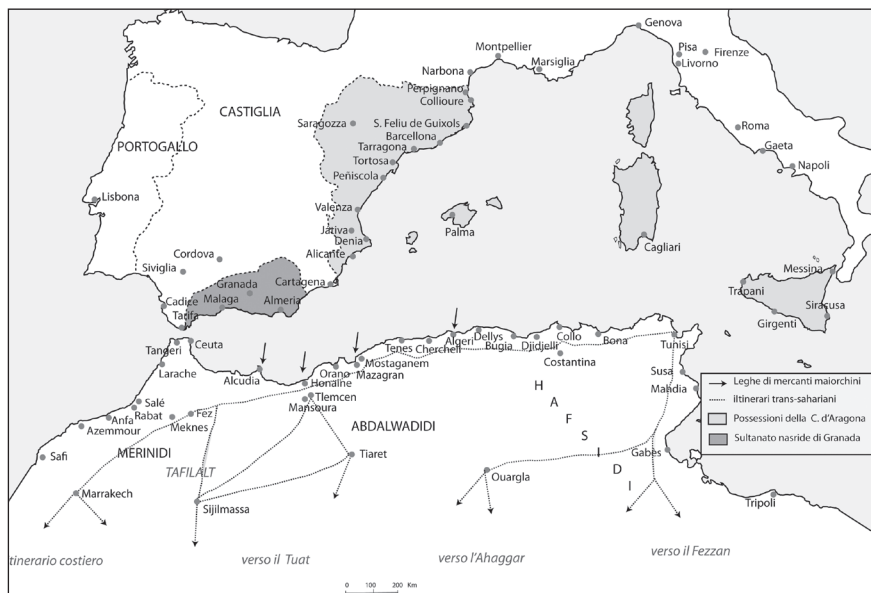 Genova
Pisa
Firenze
Livorno
Montpellier
Marsiglia
Narbona
Perpignano
Collioure
CASTIGLIA
Saragozza
S. Feliu de Guixols
Barcellona
Tarragona
Tortosa
Peñiscola
PORTOGALLO
Roma
Gaeta
Napoli
Lisbona
Valenza
Palma
Jativa
Denia
Alicante
Cagliari
Cordova
Siviglia
Granada
Cartagena
Messina
Trapani
Siracusa
Girgenti
Cadice
Malaga
Almeria
Tarifa
Tangeri
Ceuta
Larache
Alcudia
Tenes
Cherchell
Algeri
Dellys
Bugia
Djidjelli
Collo
Costantina
Bona
Tunisi
Orano
Mostaganem
Mazagran
Honaine
Tlemcen
Mansoura
Susa
Mahdia
Salé
Rabat
Anfa
Azemmour
Fez
Meknes
Safi
MERINIDI
TAFILALT
ABDALWADIDI
HAFSIDI
Tiaret
Ouargla
Gabès
Tripoli
Marrakech
Sijilmassa
Leghe di mercanti maiorchini
iItinerari trans-sahariani
Possessioni della C. d'Aragona
Sultanato nasride di Granada
tinerario costiero
verso il Tuat
verso l'Ahaggar
verso il Fezzan
0 100 200 Km